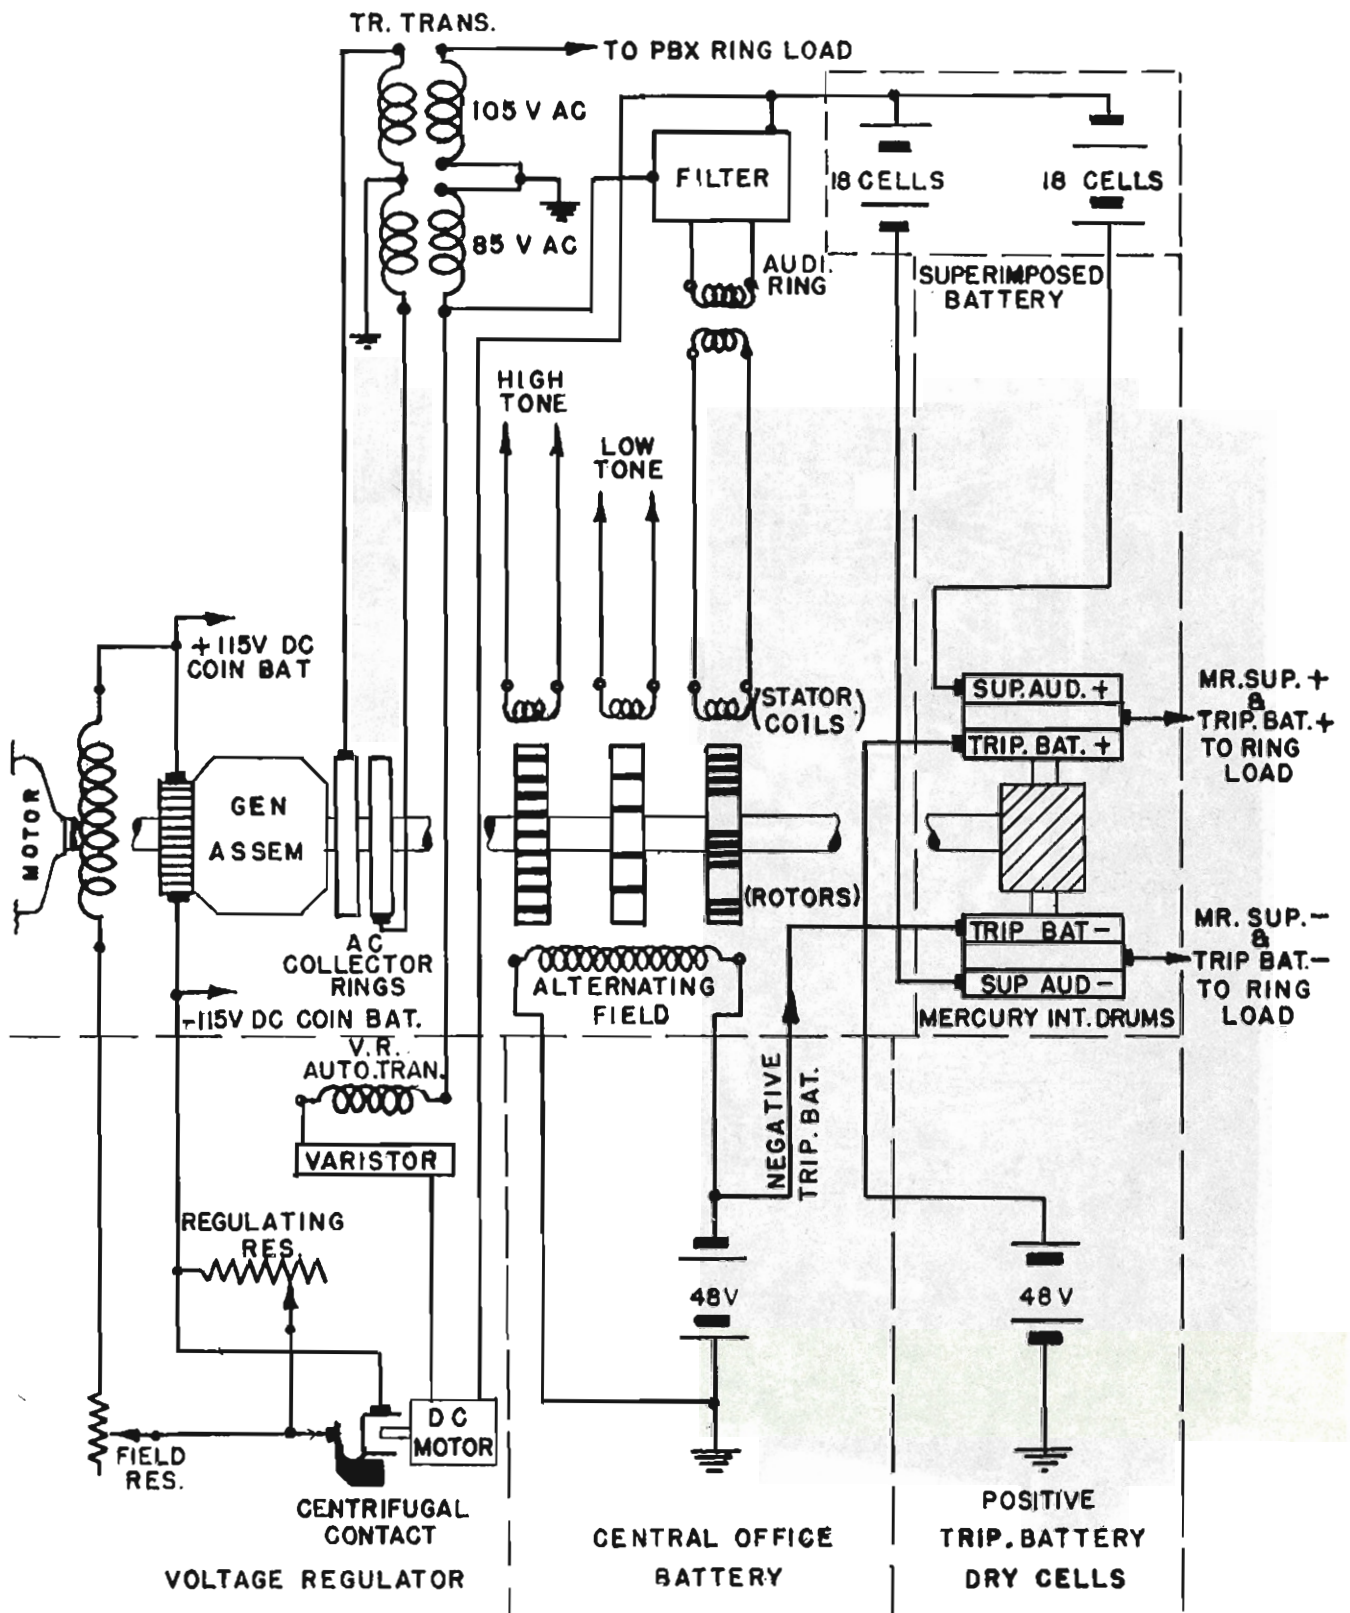 TR. TRANS.
TO PBX RING LOAD
105 V AC
FILTER
18 CELLS
18 CELLS
85 V AC
AUDI.
RING
SUPERIMPOSED
BATTERY
HIGH
TONE
LOW
TONE
+115V DC
COIN BAT
(STATOR
COILS)
SUP.AUD.+
TRIP. BAT. +
MR.SUP.+
&
TRIP. BAT.+
TO RING
LOAD
MOTOR
GEN
ASSEM
(ROTORS)
AC
COLLECTOR
RINGS
ALTERNATING
FIELD
TRIP BAT-
SUP AUD-
MERCURY INT. DRUMS
MR. SUP.-
&
TRIP BAT.-
TO RING
LOAD
-115V DC COIN BAT.
V.R.
AUTO.TRAN.
VARISTOR
NEGATIVE
TRIP. BAT.
REGULATING
RES.
48V
48V
FIELD
RES.
DC
MOTOR
CENTRIFUGAL
CONTACT
VOLTAGE REGULATOR
CENTRAL OFFICE
BATTERY
POSITIVE
TRIP. BATTERY
DRY CELLS